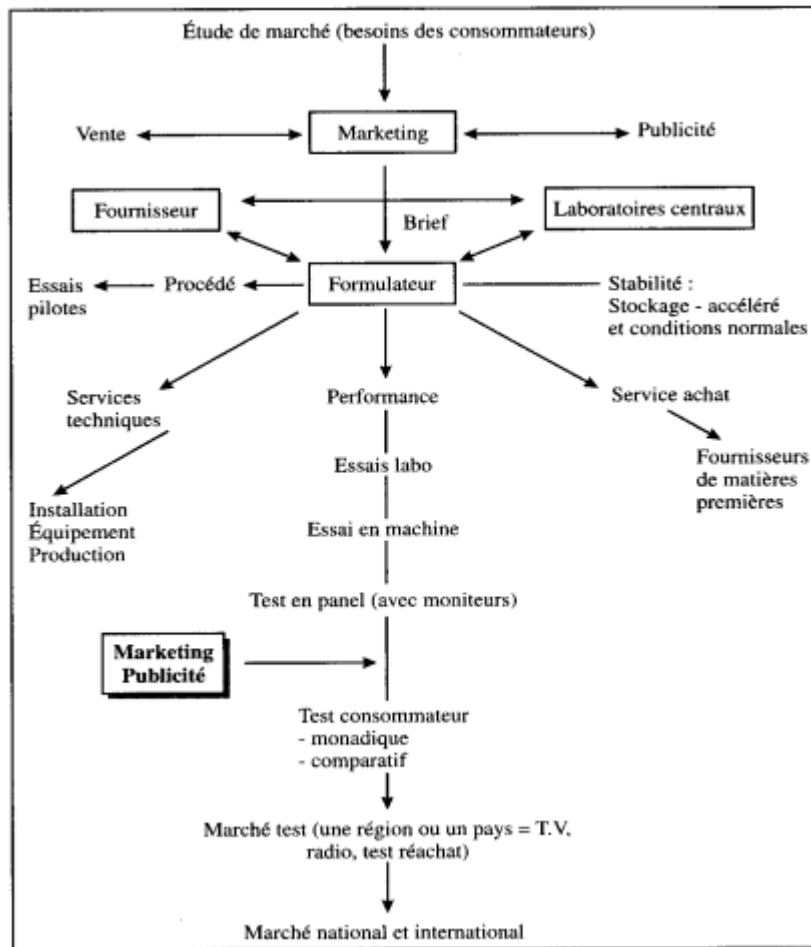 Étude de marché (besoins des consommateurs)
Vente
Marketing
Publicité
Fournisseur
Brief
Laboratoires centraux
Essais
pilotes
Procédé
Formulateur
Stabilité :
Stockage - accéléré
et conditions normales
Services
techniques
Performance
Service achat
Essais labo
Fournisseurs
de matières
premières
Installation
Équipement
Production
Essai en machine
Test en panel (avec moniteurs)
Marketing
Publicité
Test consommateur
- monadique
- comparatif
Marché test (une région ou un pays = T.V,
radio, test réachat)
Marché national et international